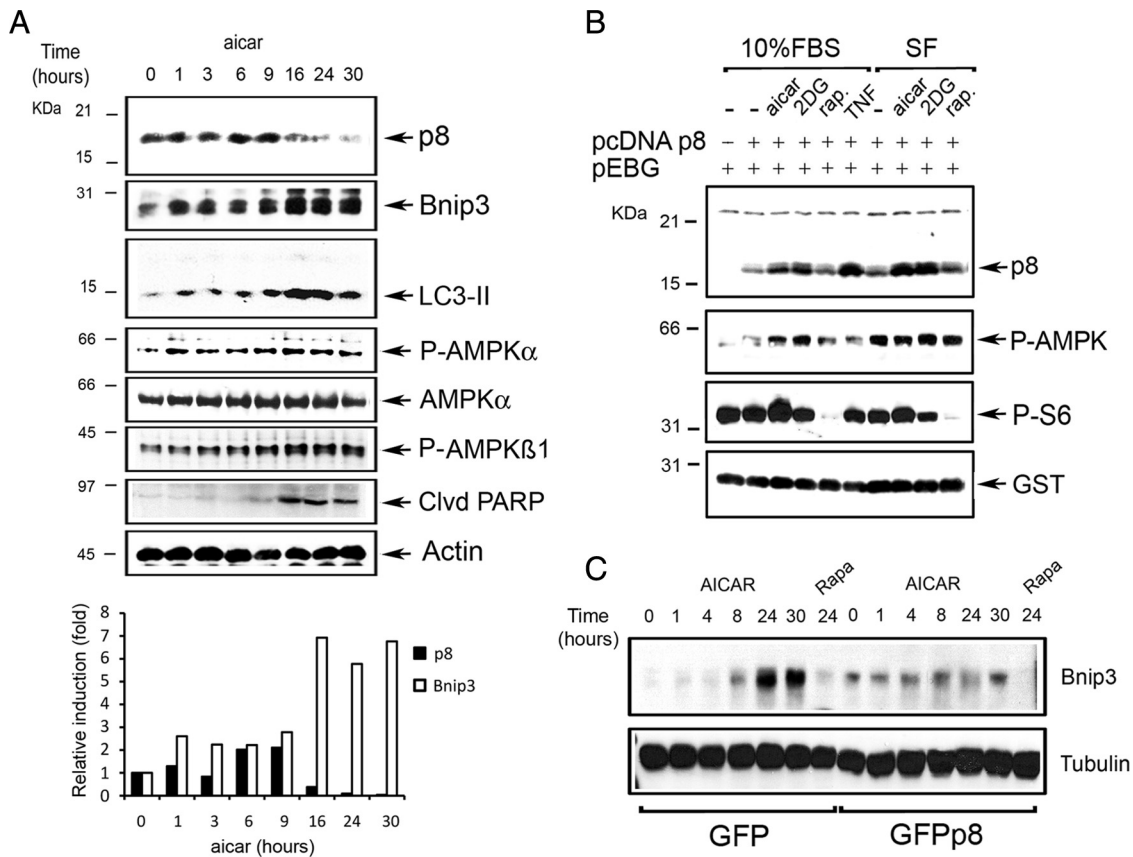 A
Time
(hours)
aicar
0 1 3 6 9 16 24 30
KDa
21
15
p8
31
Bnip3
15
LC3-II
66
P-AMPKα
66
AMPKα
45
P-AMPKß1
97
Clvd PARP
45
Actin
Relative induction (fold)
8
7
6
5
4
3
2
1
0
p8
Bnip3
0 1 3 6 9 16 24 30
aicar (hours)
B
10%FBS SF
- - aicar 2DG rap. TNF - aicar 2DG rap.
pcDNA p8 - + + + + + + + + +
pEBG + + + + + + + + + +
KDa
21
15
p8
66
P-AMPK
31
P-S6
31
GST
C
AICAR Rapa AICAR Rapa
Time
(hours)
0 1 4 8 24 30 24 0 1 4 8 24 30 24
Bnip3
Tubulin
GFP GFPp8